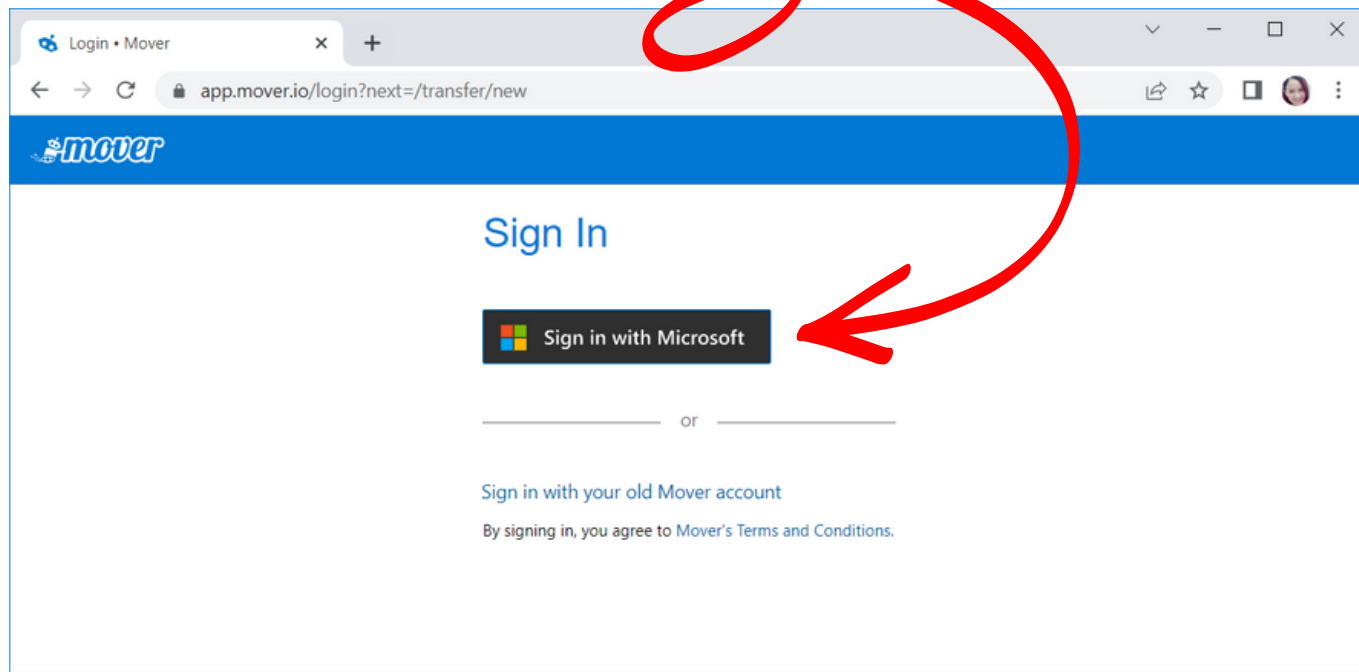 Login • Mover
app.mover.io/login?next=/transfer/new
mover
Sign In
Sign in with Microsoft
or
Sign in with your old Mover account
By signing in, you agree to Mover's Terms and Conditions.